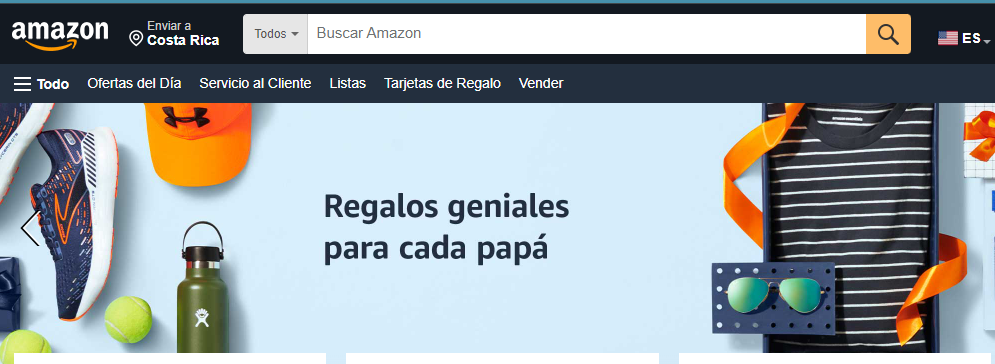 amazon
Enviar a
Costa Rica
Todos
Buscar Amazon
ES
Todo
Ofertas del Día
Servicio al Cliente
Listas
Tarjetas de Regalo
Vender
Regalos geniales
para cada papá